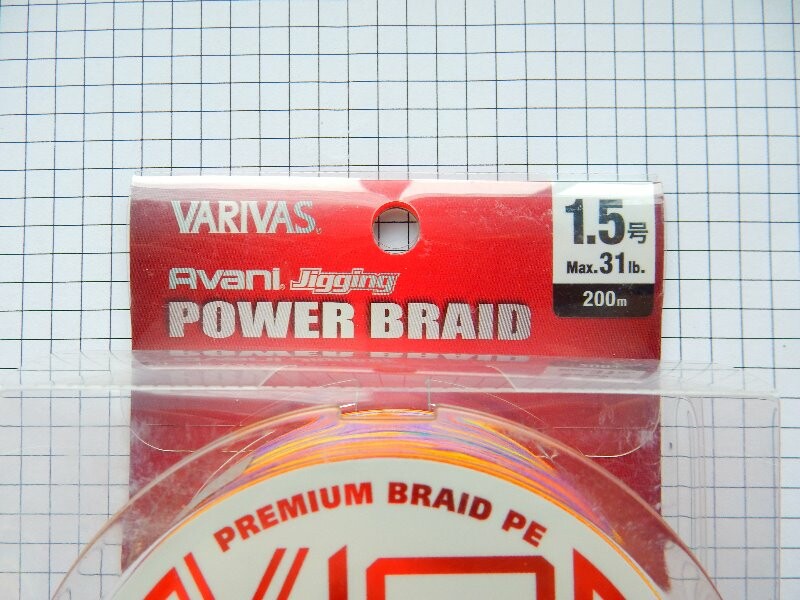 VARIVAS
1.5号
Max.31lb.
200m
Avani Jigging
POWER BRAID
PREMIUM BRAID PE